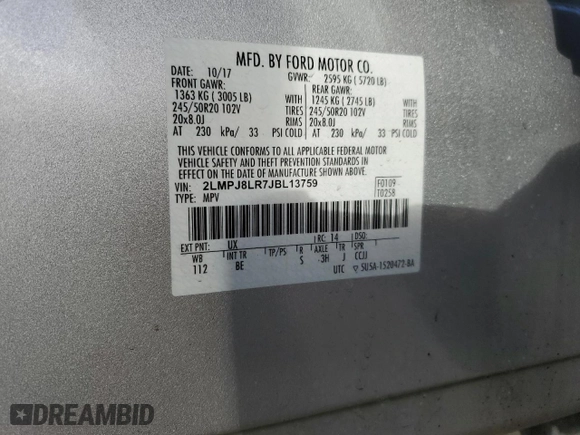 MFD. BY FORD MOTOR CO.
DATE: 10/17 GVWR: 2595 KG ( 5720 LB)
FRONT GAWR: REAR GAWR:
1363 KG ( 3005 LB) WITH 1245 KG ( 2745 LB) WITH
245/50R20 102V TIRES 245/50R20 102V TIRES
20x8.0J RIMS 20x8.0J RIMS
AT 230 kPa/ 33 PSI COLD AT 230 kPa/ 33 PSI COLD
THIS VEHICLE CONFORMS TO ALL APPLICABLE FEDERAL MOTOR
VEHICLE SAFETY AND THEFT PREVENTION STANDARDS IN
EFFECT ON THE DATE OF MANUFACTURE SHOWN ABOVE.
VIN: 2LMPJ8LR7JBL13759 F0109
TYPE: MPV T0258
EXT PNT: UX RC: 14 DSO:
WB INT TR TP/PS R AXLE TR SPR
112 BE S 3H J CCJJ
UTC ▽ 5U5A-1520472-BA
DREAMBID